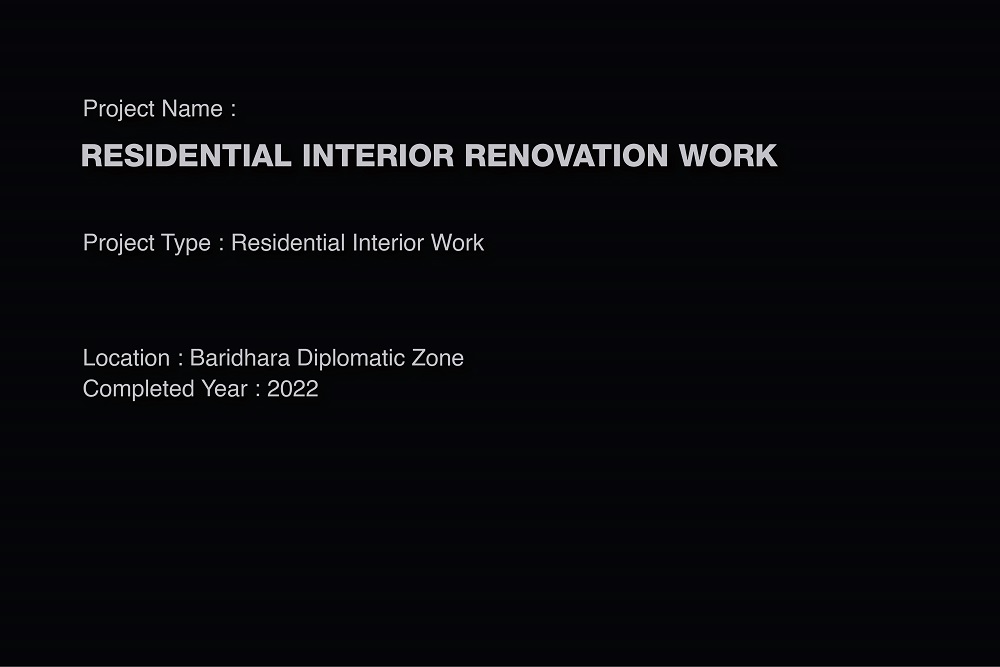 Project Name :
RESIDENTIAL INTERIOR RENOVATION WORK
Project Type : Residential Interior Work
Location : Baridhara Diplomatic Zone
Completed Year : 2022